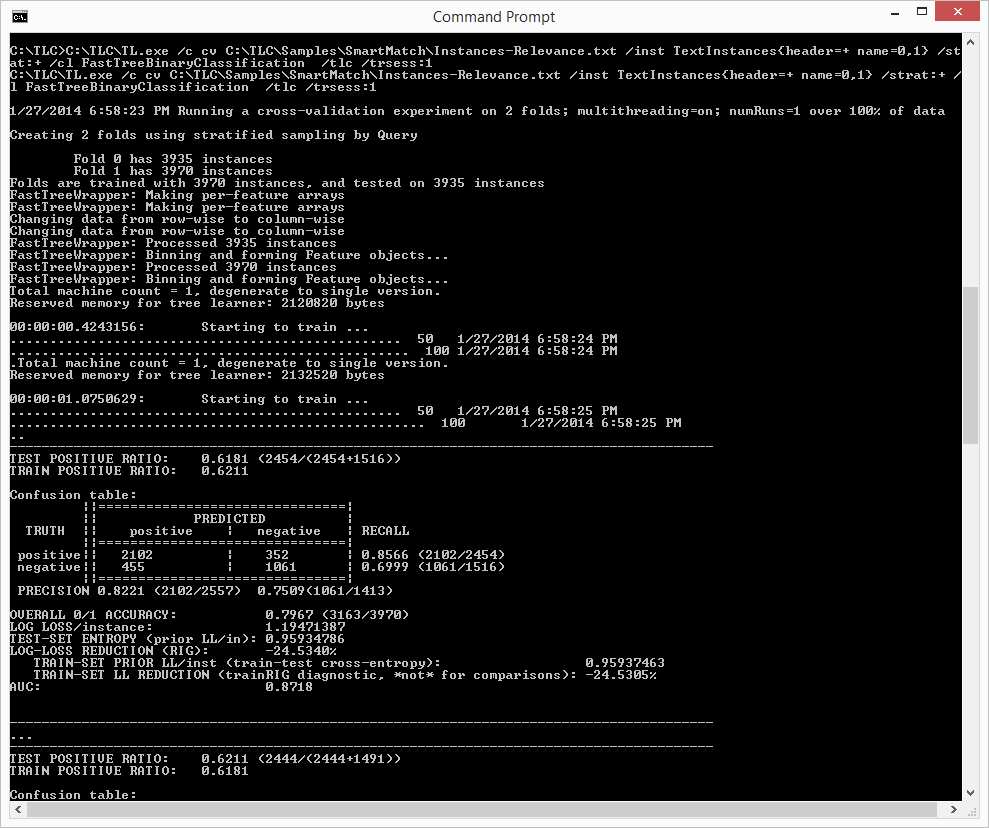 Command Prompt
C:\TLC>C:\TLC\TL.exe /c cv C:\TLC\Samples\SmartMatch\Instances-Relevance.txt /inst TextInstances{header=+ name=0,1} /str
at:+ /cl FastTreeBinaryClassification  /tlc /trsess:1
C:\TLC\TL.exe /c cv C:\TLC\Samples\SmartMatch\Instances-Relevance.txt /inst TextInstances{header=+ name=0,1} /strat:+ /
l FastTreeBinaryClassification  /tlc /trsess:1
1/27/2014 6:58:23 PM Running a cross-validation experiment on 2 folds; multithreading=on; numRuns=1 over 100% of data
Creating 2 folds using stratified sampling by Query
Fold 0 has 3935 instances
Fold 1 has 3970 instances
Folds are trained with 3970 instances, and tested on 3935 instances
FastTreeWrapper: Making per-feature arrays
FastTreeWrapper: Making per-feature arrays
Changing data from row-wise to column-wise
Changing data from row-wise to column-wise
FastTreeWrapper: Processed 3935 instances
FastTreeWrapper: Binning and forming Feature objects...
FastTreeWrapper: Processed 3970 instances
FastTreeWrapper: Binning and forming Feature objects...
Total machine count = 1, degenerate to single version.
Reserved memory for tree learner: 2120820 bytes
00:00:00.4243156:       Starting to train ...
.................................................  50   1/27/2014 6:58:24 PM
..................................................  100 1/27/2014 6:58:24 PM
.Total machine count = 1, degenerate to single version.
Reserved memory for tree learner: 2132520 bytes
00:00:01.0750629:       Starting to train ...
.................................................  50   1/27/2014 6:58:25 PM
....................................................  100       1/27/2014 6:58:25 PM
..
----------------------------------------------------------------------------------------
TEST POSITIVE RATIO:    0.6181 (2454/(2454+1516))
TRAIN POSITIVE RATIO:   0.6211
Confusion table:
          ||===============================|
          ||            PREDICTED          |
  TRUTH   ||    positive    |   negative   | RECALL
          ||===============================|
 positive||   2102         |    352       | 0.8566 (2102/2454)
 negative||   455          |    1061      | 0.6999 (1061/1516)
          ||===============================|
 PRECISION 0.8221 (2102/2557)  0.7509(1061/1413)
OVERALL 0/1 ACCURACY:           0.7967 (3163/3970)
LOG LOSS/instance:              1.19471387
TEST-SET ENTROPY (prior LL/in): 0.95934786
LOG-LOSS REDUCTION (RIG):       -24.5340%
   TRAIN-SET PRIOR LL/inst (train-test cross-entropy):                  0.95937463
   TRAIN-SET LL REDUCTION (trainRIG diagnostic, *not* for comparisons): -24.5305%
AUC:                            0.8718
----------------------------------------------------------------------------------------
...
----------------------------------------------------------------------------------------
TEST POSITIVE RATIO:    0.6211 (2444/(2444+1491))
TRAIN POSITIVE RATIO:   0.6181
Confusion table: